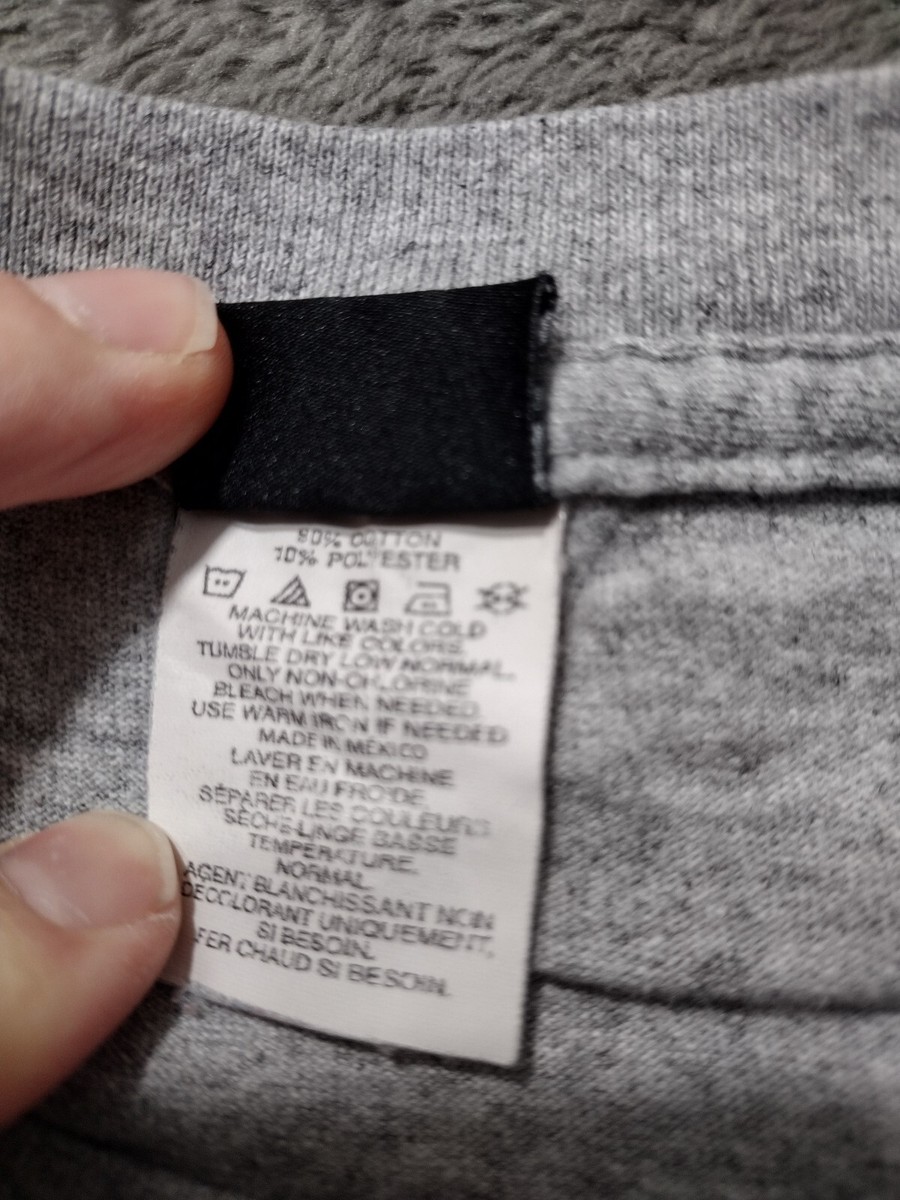 % COTTON
10% POLYESTER
MACHINE WASH COLD
WITH LIKE COLORS.
TUMBLE DRY LOW NORMAL.
ONLY NON-CHLORINE
BLEACH WHEN NEEDED.
USE WARM IRON IF NEEDED
MADE IN MEXICO
LAVER EN MACHINE
EN EAU FROIDE.
SÉPARER LES COULEURS.
SÈCHE-LINGE BASSE
TEMPÉRATURE.
NORMAL.
AGENT BLANCHISSANT NON
DÉCOLORANT UNIQUEMENT,
SI BESOIN.
FER CHAUD SI BESOIN.